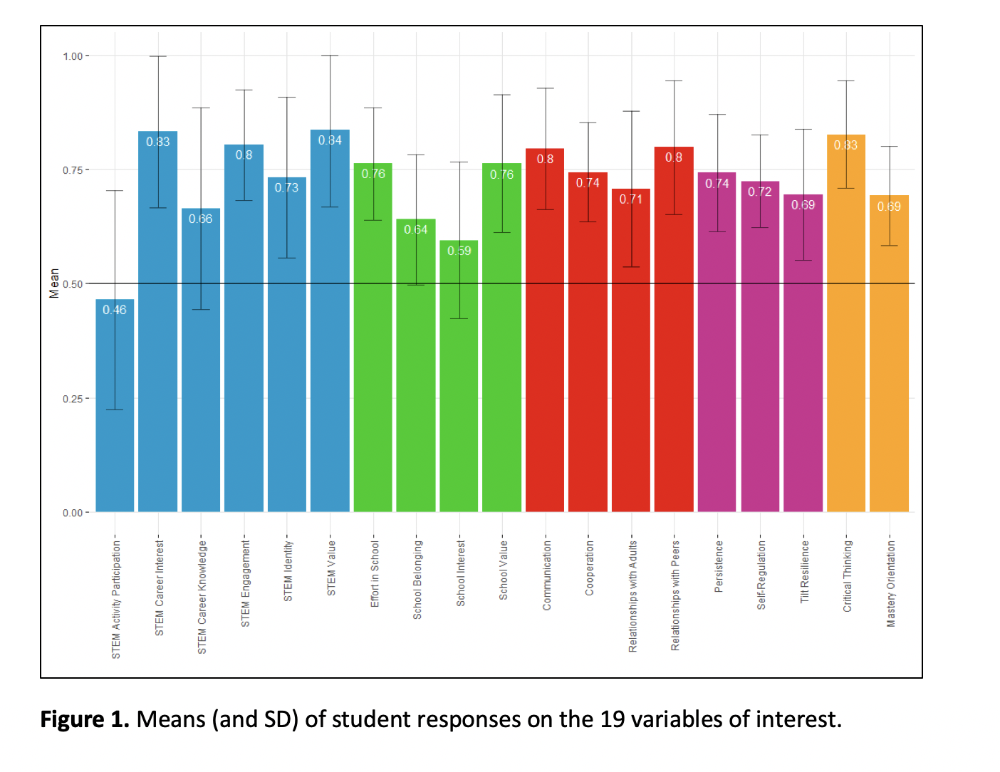 1.00
0.75
0.50
0.25
0.00
Mean
0.46
0.83
0.66
0.8
0.73
0.84
0.76
0.64
0.59
0.76
0.8
0.74
0.71
0.8
0.74
0.72
0.69
0.83
0.69
STEM Activity Participation
STEM Career Interest
STEM Career Knowledge
STEM Engagement
STEM Identity
STEM Value
Effort in School
School Belonging
School Interest
School Value
Communication
Cooperation
Relationships with Adults
Relationships with Peers
Persistence
Self-Regulation
Tilt Resilience
Critical Thinking
Mastery Orientation
Figure 1. Means (and SD) of student responses on the 19 variables of interest.